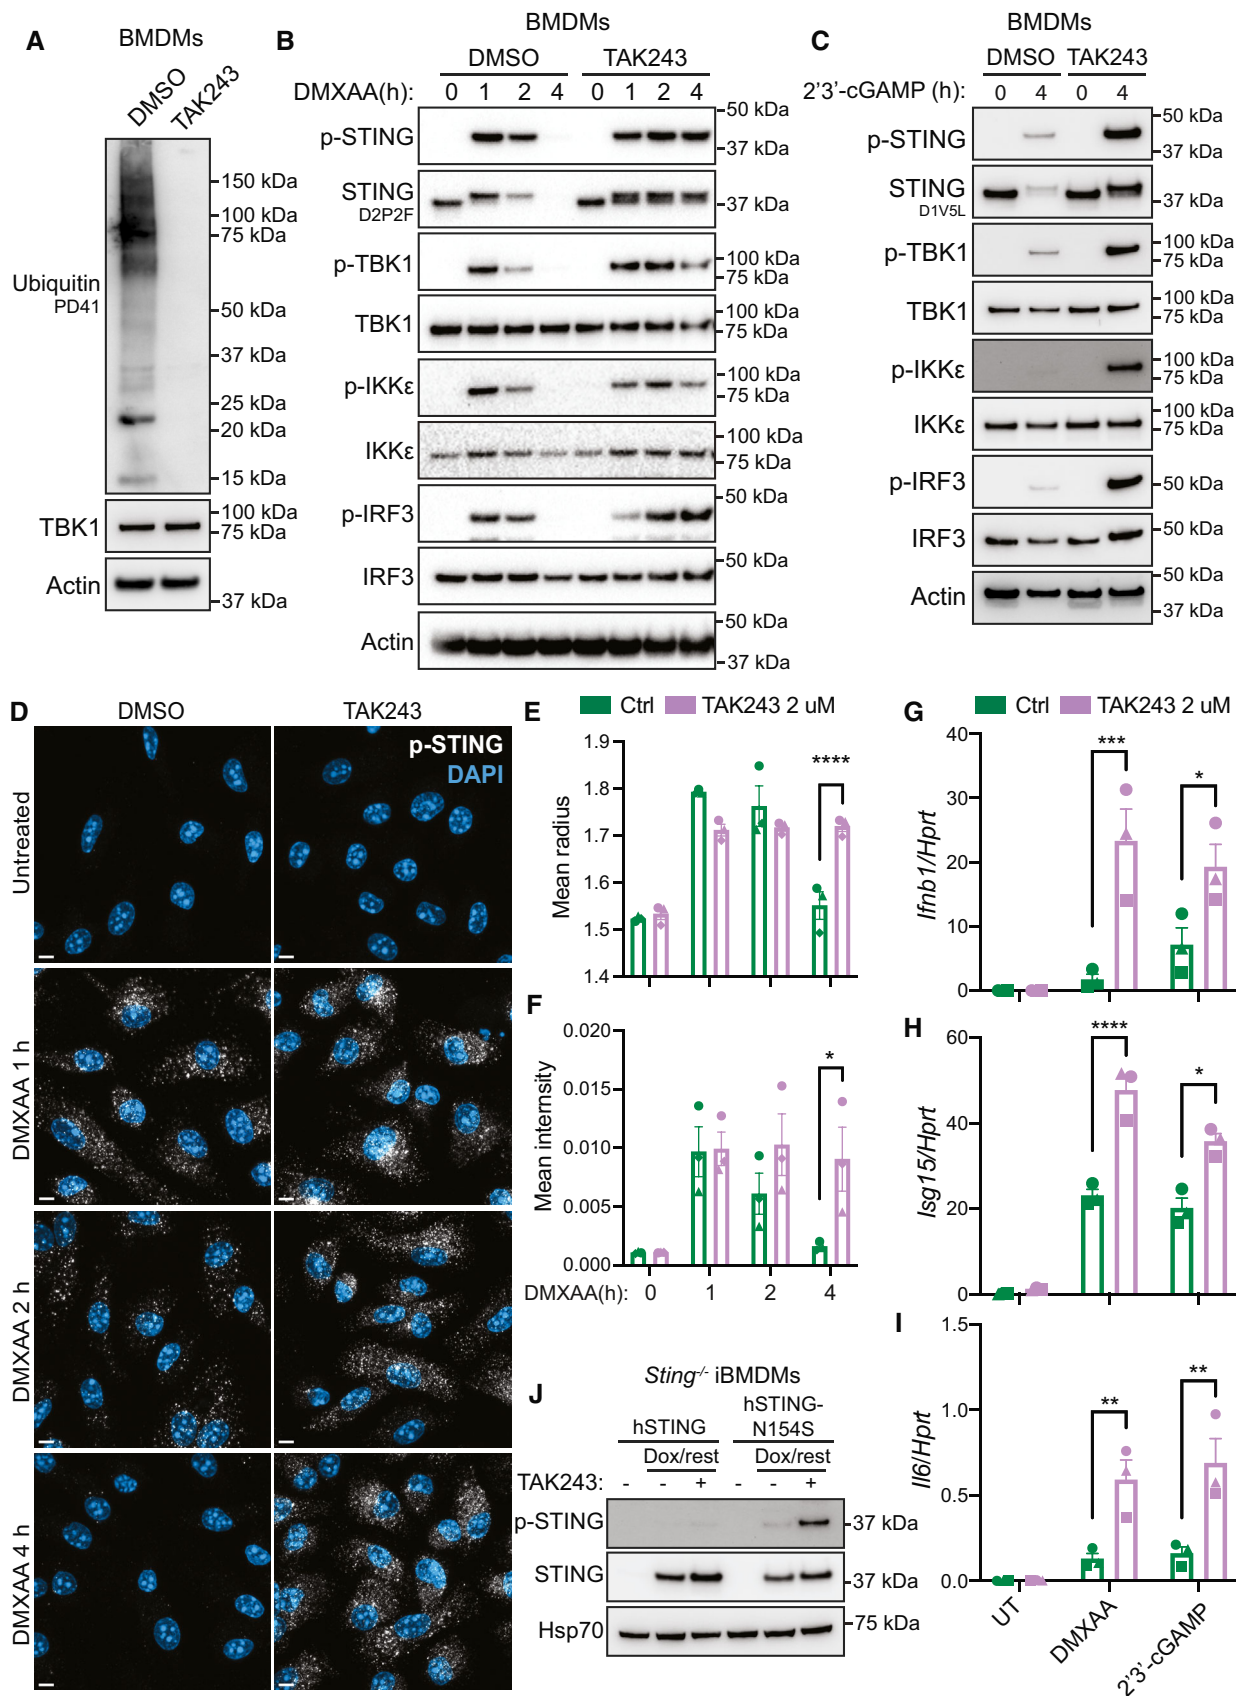 A
BMDMs
DMSO
TAK243
150 kDa
100 kDa
75 kDa
Ubiquitin
PD41
50 kDa
37 kDa
25 kDa
20 kDa
15 kDa
TBK1
100 kDa
75 kDa
Actin
37 kDa
B
BMDMs
DMSO TAK243
DMXAA(h): 0 1 2 4 0 1 2 4
p-STING
50 kDa
37 kDa
STING
D2P2F
37 kDa
p-TBK1
100 kDa
75 kDa
TBK1
100 kDa
75 kDa
p-IKKε
100 kDa
75 kDa
IKKε
100 kDa
75 kDa
p-IRF3
50 kDa
IRF3
50 kDa
Actin
50 kDa
37 kDa
C
BMDMs
DMSO TAK243
2'3'-cGAMP (h): 0 4 0 4
p-STING
50 kDa
37 kDa
STING
D1V5L
37 kDa
p-TBK1
100 kDa
75 kDa
TBK1
100 kDa
75 kDa
p-IKKε
100 kDa
75 kDa
IKKε
100 kDa
75 kDa
p-IRF3
50 kDa
IRF3
50 kDa
Actin
50 kDa
37 kDa
D
DMSO TAK243
p-STING
DAPI
Untreated
DMXAA 1 h
DMXAA 2 h
DMXAA 4 h
E
Ctrl TAK243 2 uM
Mean radius
1.9
1.8
1.7
1.6
1.5
1.4
****
F
Mean internsity
0.020
0.015
0.010
0.005
0.000
*
DMXAA(h): 0 1 2 4
G
Ctrl TAK243 2 uM
Ifnb1/Hprt
40
30
20
10
0
***
*
H
Isg15/Hprt
60
40
20
0
****
*
I
Il6/Hprt
1.5
1.0
0.5
0.0
**
**
UT
DMXAA
2'3'-cGAMP
J
Sting-/- iBMDMs
hSTING
hSTING-
N154S
Dox/rest Dox/rest
TAK243: - - + - - +
p-STING
37 kDa
STING
37 kDa
Hsp70
75 kDa